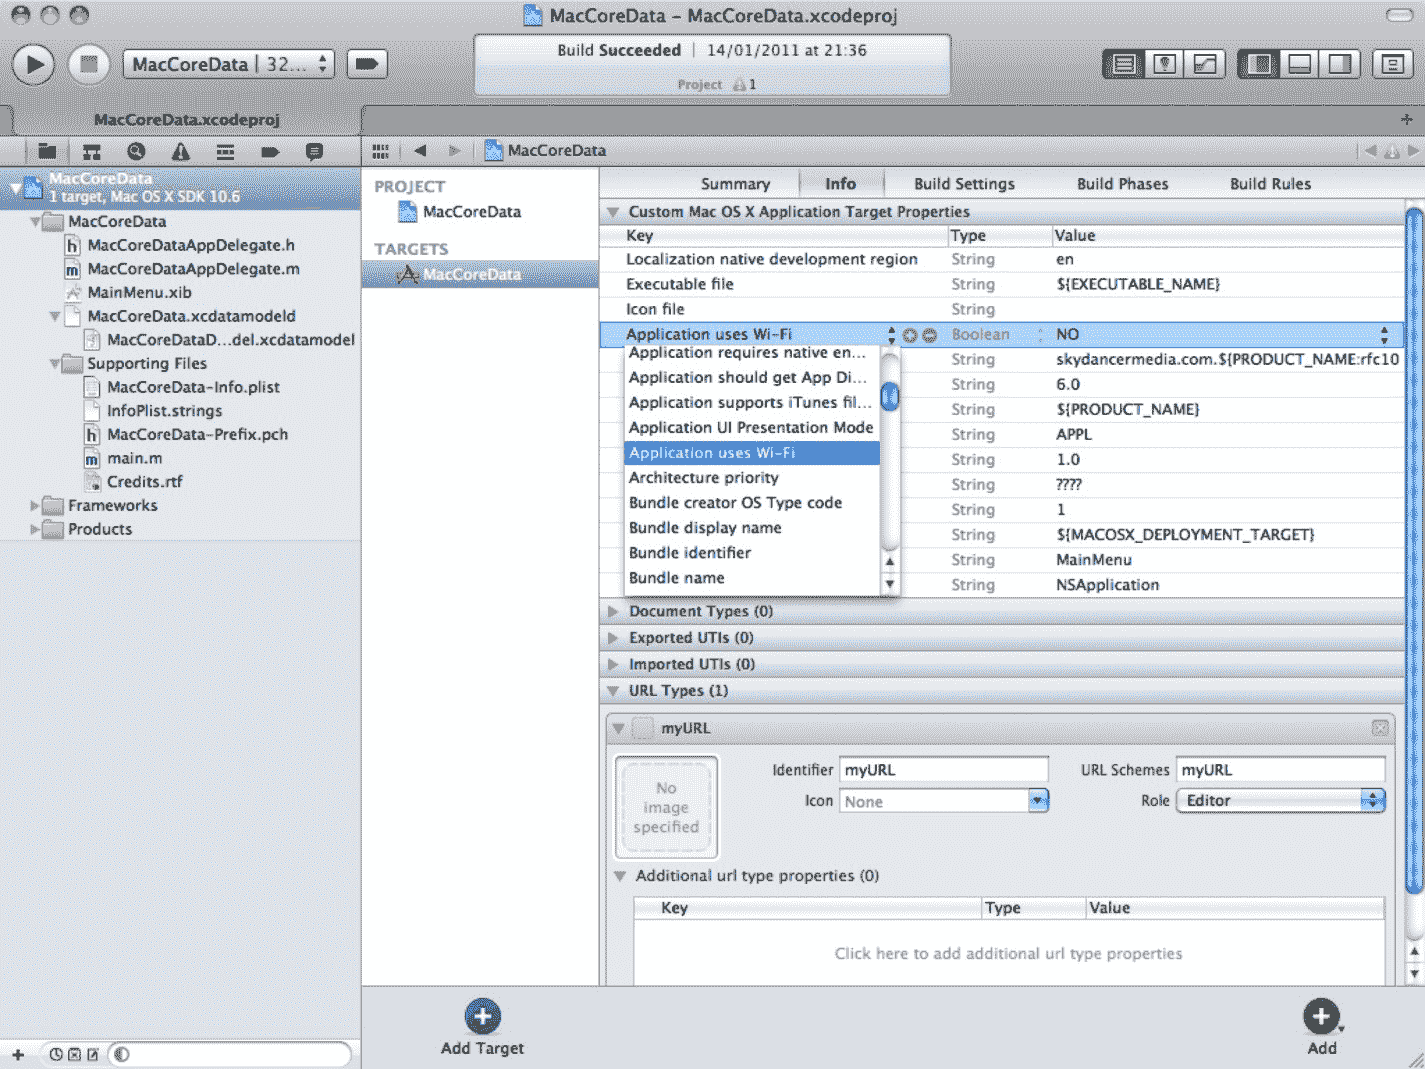 MacCoreData – MacCoreData.xcodeproj
MacCoreData | 32...
Build Succeeded | 14/01/2011 at 21:36
Project 1
MacCoreData.xcodeproj
MacCoreData
1 target, Mac OS X SDK 10.6
MacCoreData
MacCoreDataAppDelegate.h
MacCoreDataAppDelegate.m
MainMenu.xib
MacCoreData.xcdatamodeld
MacCoreDataD...del.xcdatamodel
Supporting Files
MacCoreData-Info.plist
InfoPlist.strings
MacCoreData-Prefix.pch
main.m
Credits.rtf
Frameworks
Products
MacCoreData
PROJECT
MacCoreData
TARGETS
MacCoreData
Summary Info Build Settings Build Phases Build Rules
Custom Mac OS X Application Target Properties
Key Type Value
Localization native development region String en
Executable file String ${EXECUTABLE_NAME}
Icon file String
Application uses Wi-Fi Boolean NO
Application requires native en... String skydancermedia.com.${PRODUCT_NAME:rfc10
Application should get App Di... String 6.0
Application supports iTunes fil... String ${PRODUCT_NAME}
Application UI Presentation Mode String APPL
Application uses Wi-Fi String 1.0
Architecture priority String ????
Bundle creator OS Type code String 1
Bundle display name String ${MACOSX_DEPLOYMENT_TARGET}
Bundle identifier String MainMenu
Bundle name String NSApplication
Document Types (0)
Exported UTIs (0)
Imported UTIs (0)
URL Types (1)
myURL
No image specified
Identifier myURL URL Schemes myURL
Icon None Role Editor
Additional url type properties (0)
Key Type Value
Click here to add additional url type properties
Add Target
Add